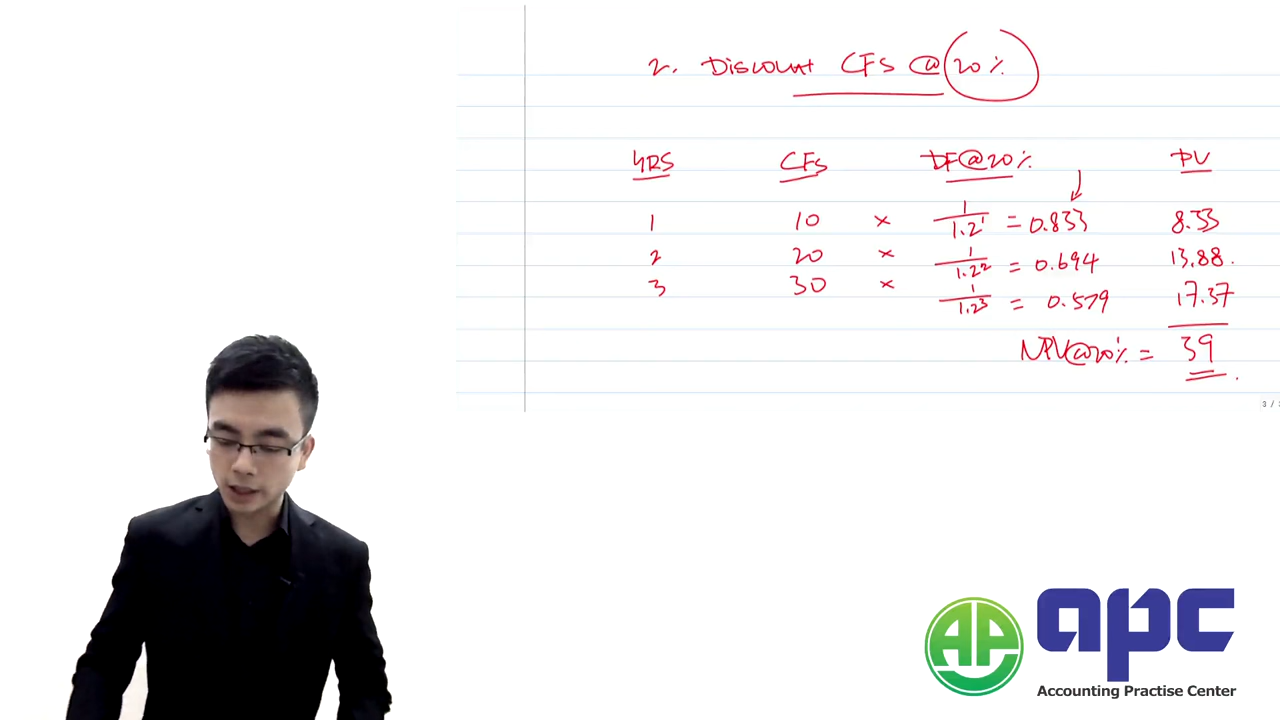 2. Discount CFS @ 20%
YRS CFs DF@20% PV
1 10 × 1/1.2¹ = 0.833 8.33
2 20 × 1/1.2² = 0.694 13.88.
3 30 × 1/1.2³ = 0.579 17.37
NPV@20% = 39
3 /
AP
apc
Accounting Practise Center